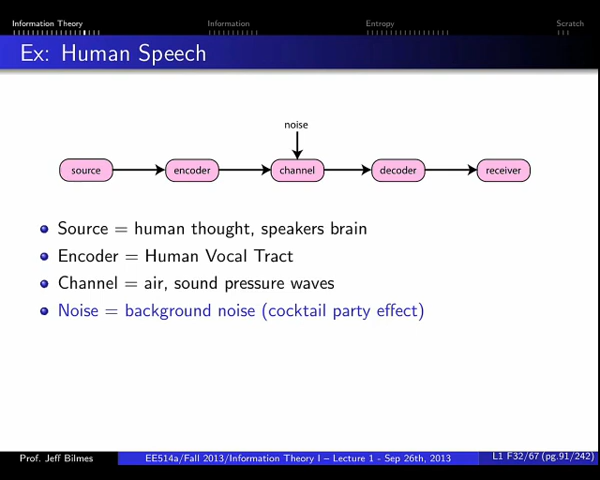 Information Theory Information Entropy Scratch
Ex: Human Speech
noise
source encoder channel decoder receiver
Source = human thought, speakers brain
Encoder = Human Vocal Tract
Channel = air, sound pressure waves
Noise = background noise (cocktail party effect)
Prof. Jeff Bilmes EE514a/Fall 2013/Information Theory I – Lecture 1 - Sep 26th, 2013 L1 F32/67 (pg.91/242)